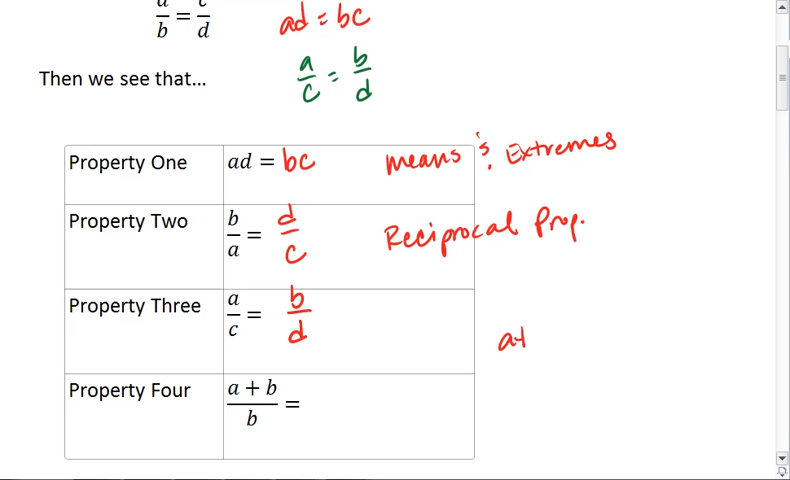 a/b = c/d ad = bc
Then we see that... a/c = b/d
Property One ad = bc means & Extremes
Property Two b/a = d/c Reciprocal Prop.
Property Three a/c = b/d
a+
Property Four a + b/b =